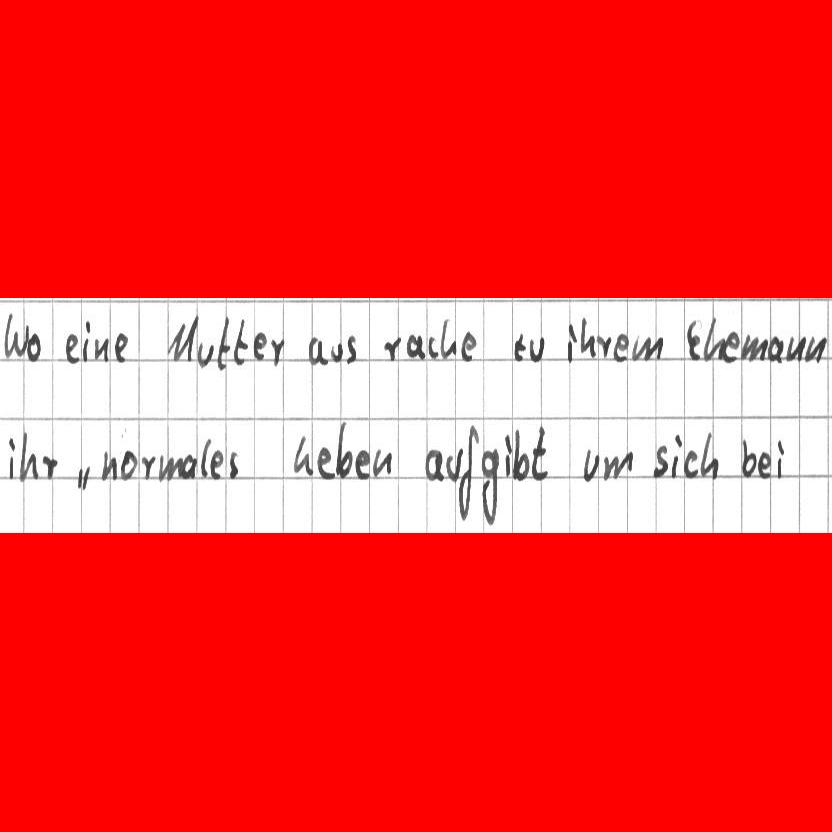 Wo eine Mutter aus rache zu ihrem Ehemann
ihr „normales leben aufgibt um sich bei